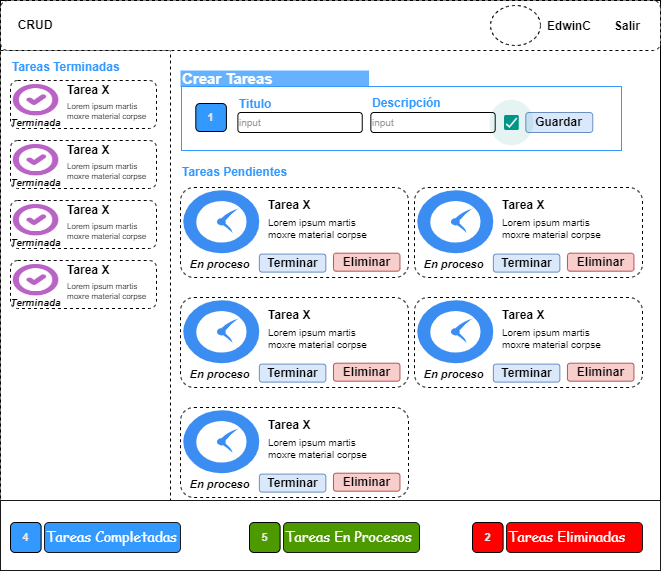 CRUD
EdwinC
Salir
Tareas Terminadas
Tarea X
Lorem ipsum martis
moxre material corpse
Terminada
Tarea X
Lorem ipsum martis
moxre material corpse
Terminada
Tarea X
Lorem ipsum martis
moxre material corpse
Terminada
Tarea X
Lorem ipsum martis
moxre material corpse
Terminada
Crear Tareas
1
Titulo
input
Descripción
input
Guardar
Tareas Pendientes
Tarea X
Lorem ipsum martis
moxre material corpse
En proceso
Terminar
Eliminar
Tarea X
Lorem ipsum martis
moxre material corpse
En proceso
Terminar
Eliminar
Tarea X
Lorem ipsum martis
moxre material corpse
En proceso
Terminar
Eliminar
Tarea X
Lorem ipsum martis
moxre material corpse
En proceso
Terminar
Eliminar
Tarea X
Lorem ipsum martis
moxre material corpse
En proceso
Terminar
Eliminar
4
Tareas Completadas
5
Tareas En Procesos
2
Tareas Eliminadas